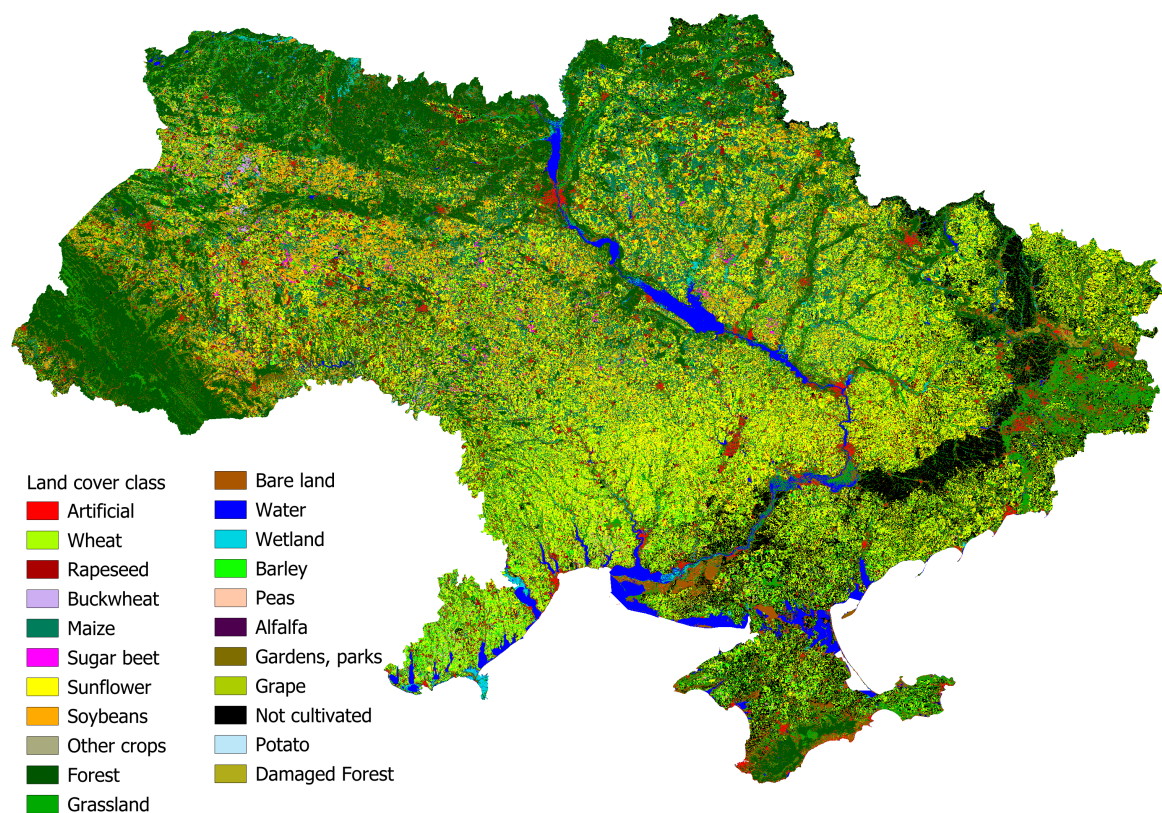 Land cover class
Artificial
Wheat
Rapeseed
Buckwheat
Maize
Sugar beet
Sunflower
Soybeans
Other crops
Forest
Grassland
Bare land
Water
Wetland
Barley
Peas
Alfalfa
Gardens, parks
Grape
Not cultivated
Potato
Damaged Forest